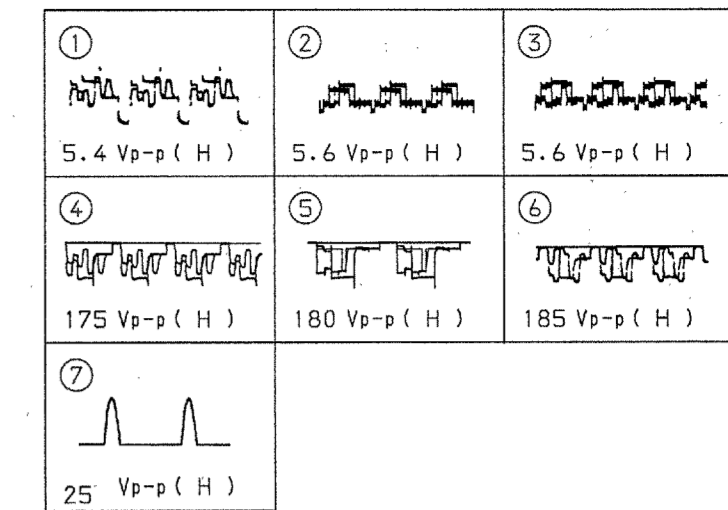 ① ② ③
5.4 Vp-p ( H ) 5.6 Vp-p ( H ) 5.6 Vp-p ( H )
④ ⑤ ⑥
175 Vp-p ( H ) 180 Vp-p ( H ) 185 Vp-p ( H )
⑦
25 Vp-p ( H )